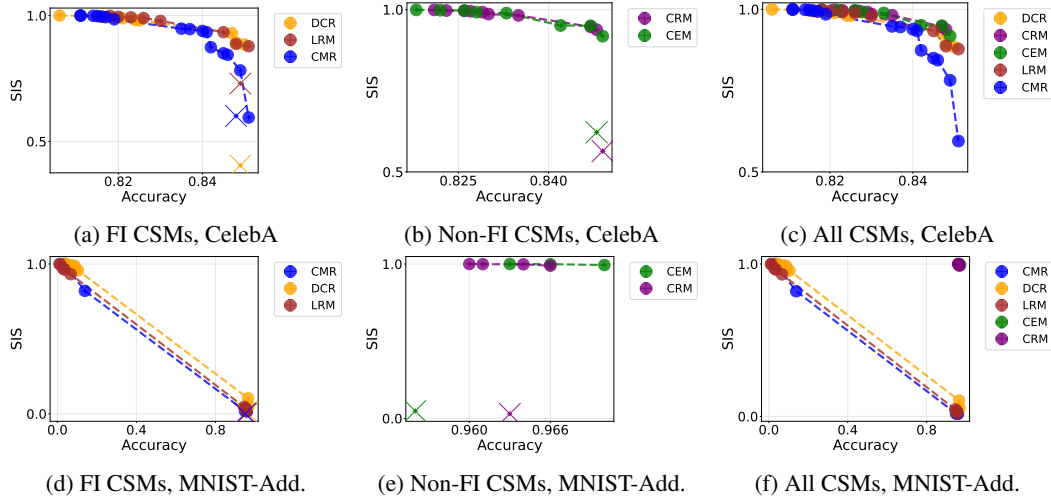 1.0
0.5
SIS
0.82
0.84
Accuracy
DCR
LRM
CMR
(a) FI CSMs, CelebA
1.0
0.5
SIS
0.825
0.840
Accuracy
CRM
CEM
(b) Non-FI CSMs, CelebA
1.0
0.5
SIS
0.82
0.84
Accuracy
DCR
CRM
CEM
LRM
CMR
(c) All CSMs, CelebA
1.0
0.0
SIS
0.0
0.8
Accuracy
CMR
DCR
LRM
(d) FI CSMs, MNIST-Add.
1.0
0.0
SIS
0.960
0.966
Accuracy
CEM
CRM
(e) Non-FI CSMs, MNIST-Add.
1.0
0.0
SIS
0.0
0.8
Accuracy
CMR
DCR
LRM
CEM
CRM
(f) All CSMs, MNIST-Add.